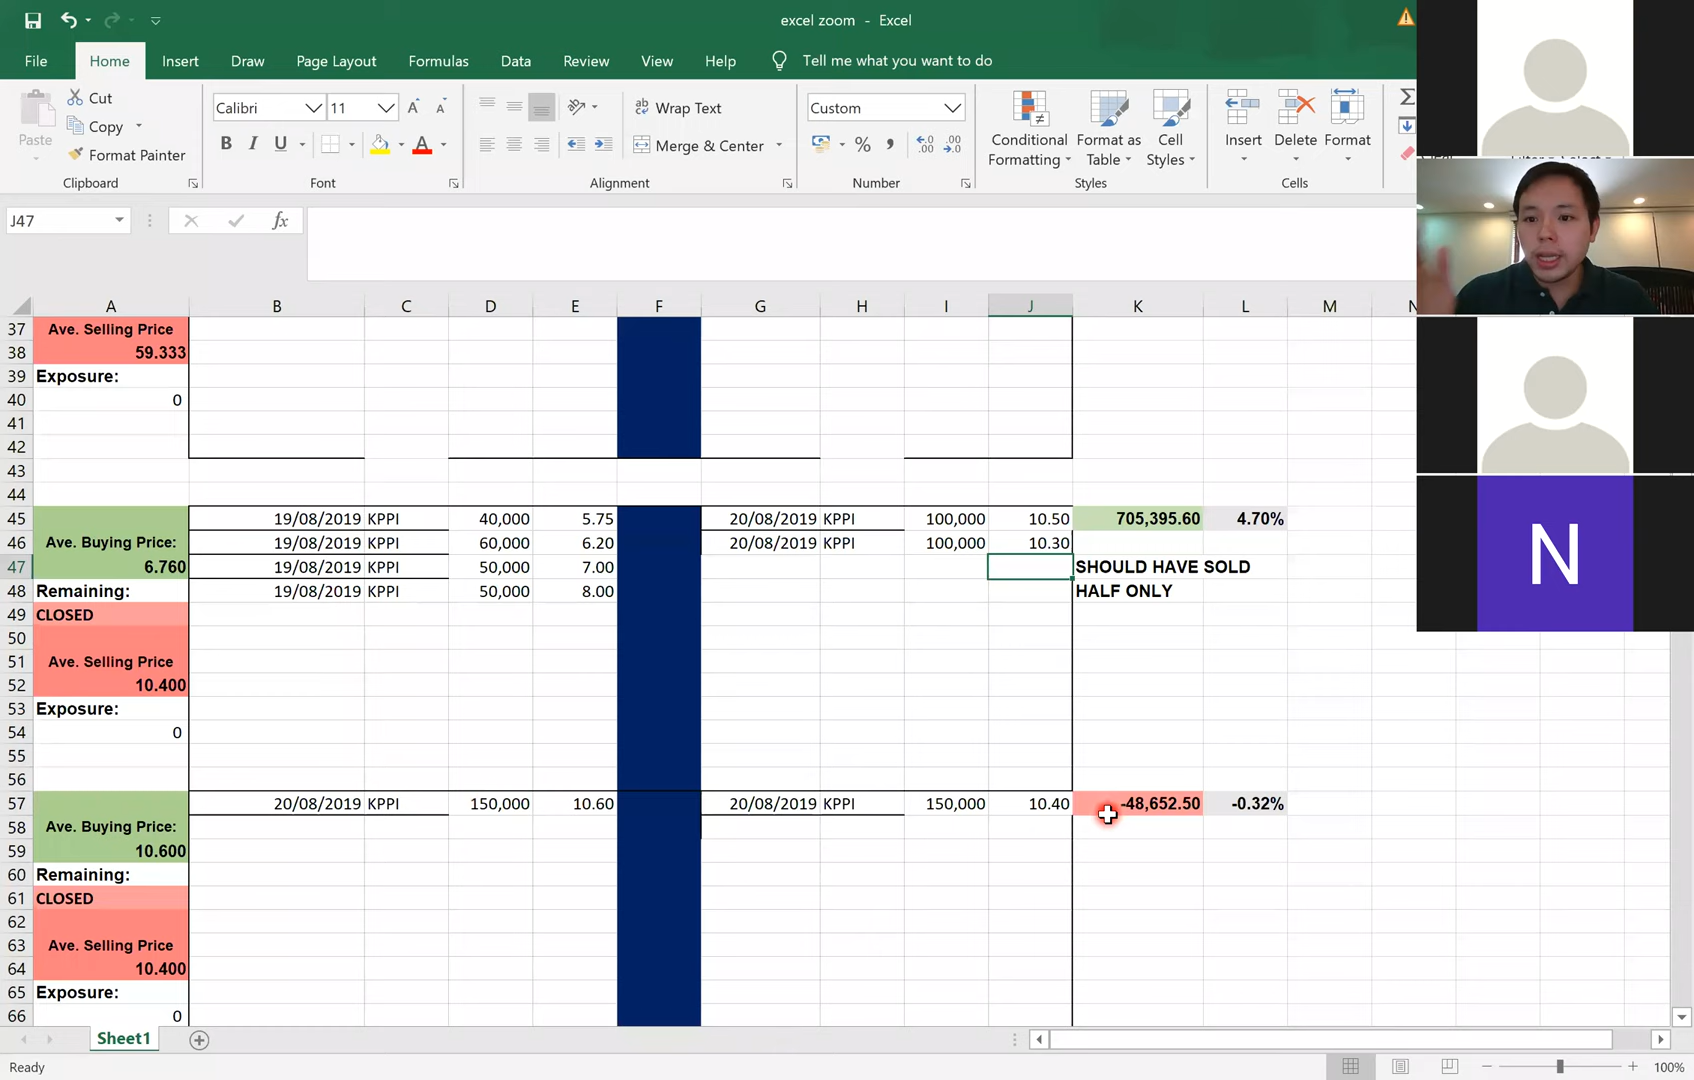 excel zoom - Excel
File Home Insert Draw Page Layout Formulas Data Review View Help Tell me what you want to do
Paste
Cut
Copy
Format Painter
Clipboard
Calibri 11 A A
B I U A
Font
ab Wrap Text
Merge & Center
Alignment
Custom
% , .00
Number
Conditional Formatting
Format as Table
Cell Styles
Styles
Insert Delete Format
Cells
J47 fx
A B C D E F G H I J K L M N
37 Ave. Selling Price
38 59.333
39 Exposure:
40 0
41
42
43
44
45 19/08/2019 KPPI 40,000 5.75 20/08/2019 KPPI 100,000 10.50 705,395.60 4.70%
46 Ave. Buying Price: 19/08/2019 KPPI 60,000 6.20 20/08/2019 KPPI 100,000 10.30
47 6.760 19/08/2019 KPPI 50,000 7.00 SHOULD HAVE SOLD
48 Remaining: 19/08/2019 KPPI 50,000 8.00 HALF ONLY
49 CLOSED
50
51 Ave. Selling Price
52 10.400
53 Exposure:
54 0
55
56
57 20/08/2019 KPPI 150,000 10.60 20/08/2019 KPPI 150,000 10.40 -48,652.50 -0.32%
58 Ave. Buying Price:
59 10.600
60 Remaining:
61 CLOSED
62
63 Ave. Selling Price
64 10.400
65 Exposure:
66 0
N
Sheet1
Ready
100%